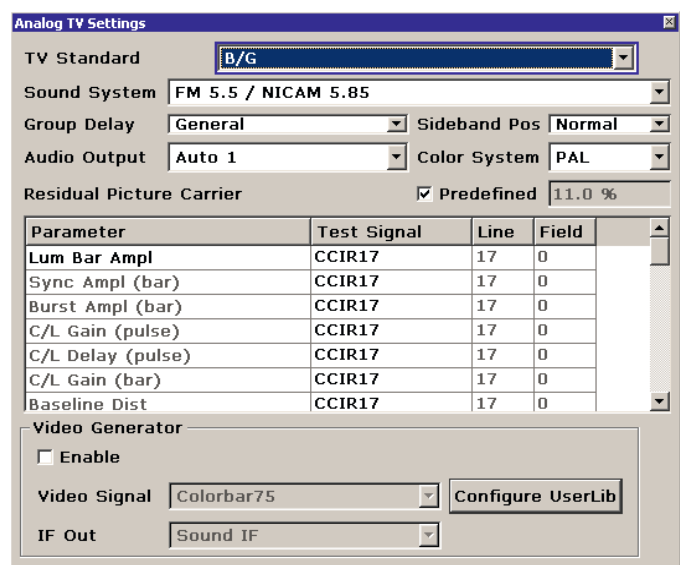 Analog TV Settings
TV Standard B/G
Sound System FM 5.5 / NICAM 5.85
Group Delay General Sideband Pos Normal
Audio Output Auto 1 Color System PAL
Residual Picture Carrier Predefined 11.0 %
Parameter Test Signal Line Field
Lum Bar Ampl CCIR17 17 0
Sync Ampl (bar) CCIR17 17 0
Burst Ampl (bar) CCIR17 17 0
C/L Gain (pulse) CCIR17 17 0
C/L Delay (pulse) CCIR17 17 0
C/L Gain (bar) CCIR17 17 0
Baseline Dist CCIR17 17 0
Video Generator
Enable
Video Signal Colorbar75 Configure UserLib
IF Out Sound IF